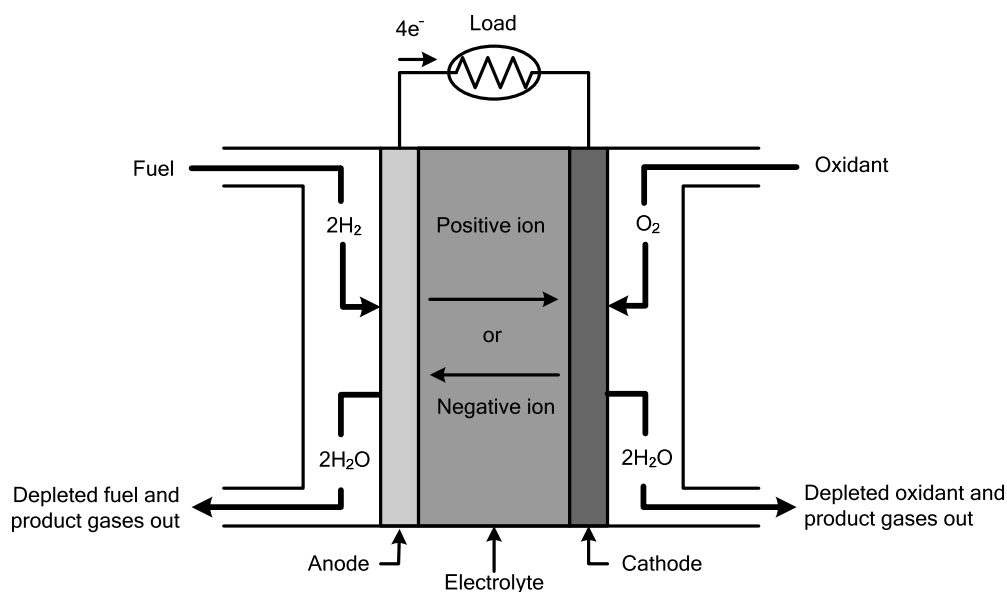 4e⁻
Load
Fuel
Oxidant
2H₂
Positive ion
O₂
or
Negative ion
2H₂O
2H₂O
Depleted fuel and
product gases out
Depleted oxidant and
product gases out
Anode
Electrolyte
Cathode